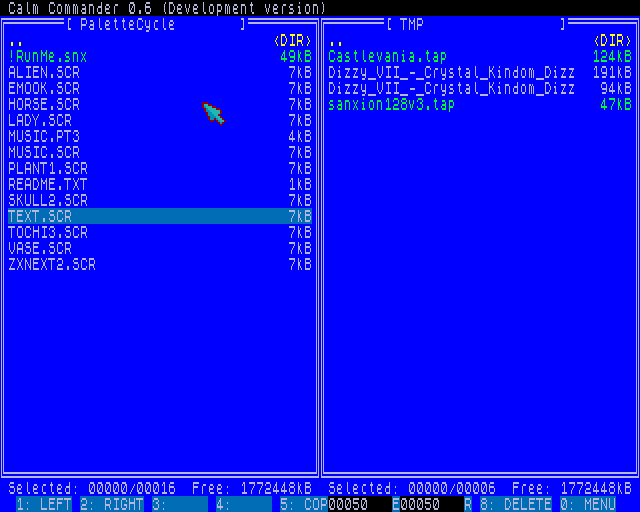 Calm Commander 0.6 (Development version)
[ PaletteCycle ]
.. <DIR>
!RunMe.snx 49kB
ALIEN.SCR 7kB
EMOOK.SCR 7kB
HORSE.SCR 7kB
LADY.SCR 7kB
MUSIC.PT3 4kB
MUSIC.SCR 7kB
PLANT1.SCR 7kB
README.TXT 1kB
SKULL2.SCR 7kB
TEXT.SCR 7kB
TOCHI3.SCR 7kB
VASE.SCR 7kB
ZXNEXT2.SCR 7kB
Selected: 00000/00016 Free: 1772448kB
[ TMP ]
.. <DIR>
Castlevania.tap 124kB
Dizzy_VII_-_Crystal_Kindom_Dizz 191kB
Dizzy_VII_-_Crystal_Kindom_Dizz 94kB
sanxion128v3.tap 47kB
Selected: 00000/00006 Free: 1772448kB
1: LEFT 2: RIGHT 3: 4: 5: COP00050 E00050 R 8: DELETE 0: MENU